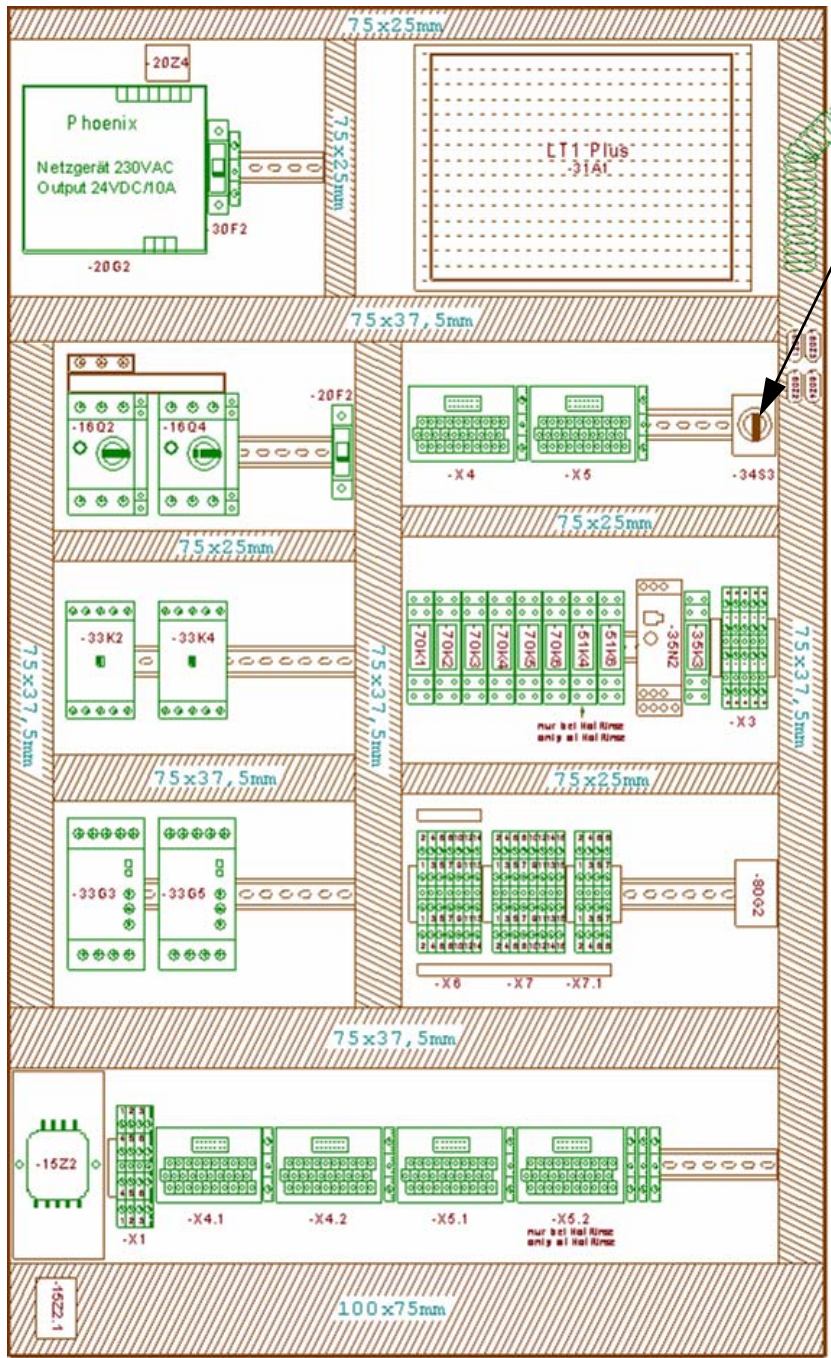 75x25mm
-20Z4
Phoenix
Netzgerät 230VAC
Output 24VDC/10A
-30F2
-20G2
75x25mm
LT1 Plus
-31A1
75x37,5mm
-20F2
-16Q2
-16Q4
-X4
-X5
-34S3
75x25mm
75x25mm
-33K2
-33K4
-70K1
-70K2
-70K3
-70K4
-70K5
-70K6
-51K4
-51K6
-35N2
-35K3
-X3
nur bei Hot Rinse
only at Hot Rinse
75x37,5mm
75x37,5mm
75x37,5mm
75x37,5mm
75x25mm
-33G3
-33G5
-80G2
-X6
-X7
-X7.1
75x37,5mm
-15Z2
-X1
-X4.1
-X4.2
-X5.1
-X5.2
nur bei Hot Rinse
only at Hot Rinse
-15Z2.1
100x75mm